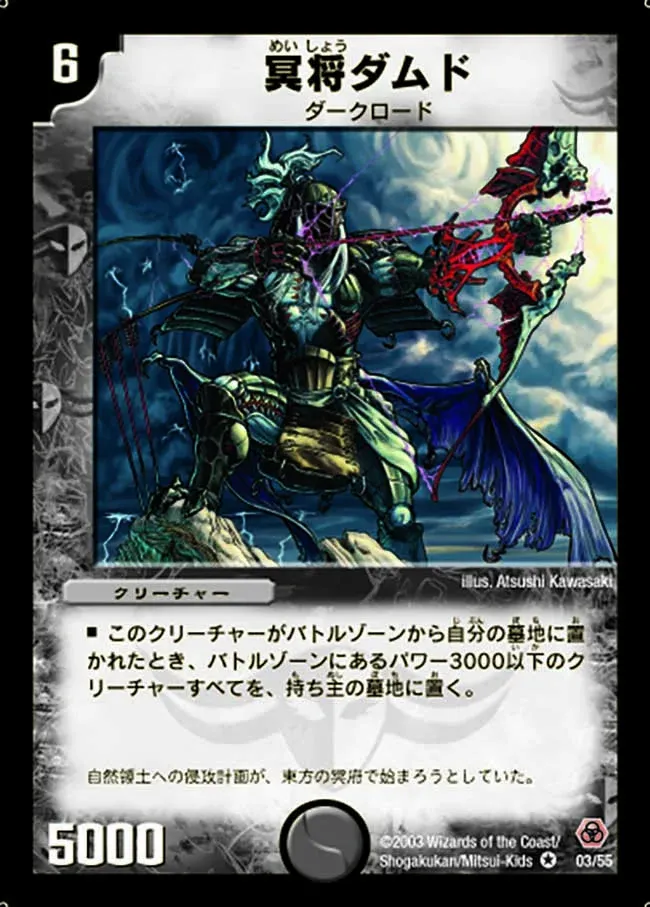 6
めいしょう
冥将ダムド
ダークロード
illus. Atsushi Kawasaki
クリーチャー
■ このクリーチャーがバトルゾーンから自分の墓地に置
かれたとき、バトルゾーンにあるパワー3000以下のク
リーチャーすべてを、持ち主の墓地に置く。
自然領土への侵攻計画が、東方の冥府で始まろうとしていた。
5000
©2003 Wizards of the Coast/
Shogakukan/Mitsui-Kids
03/55